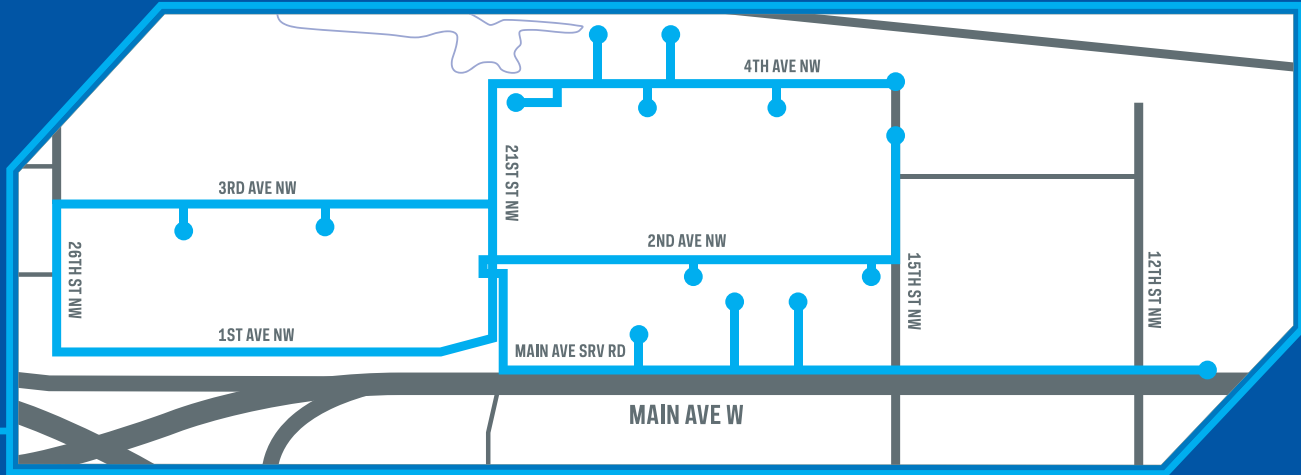 4TH AVE NW
21ST ST NW
3RD AVE NW
2ND AVE NW
26TH ST NW
15TH ST NW
12TH ST NW
1ST AVE NW
MAIN AVE SRV RD
MAIN AVE W